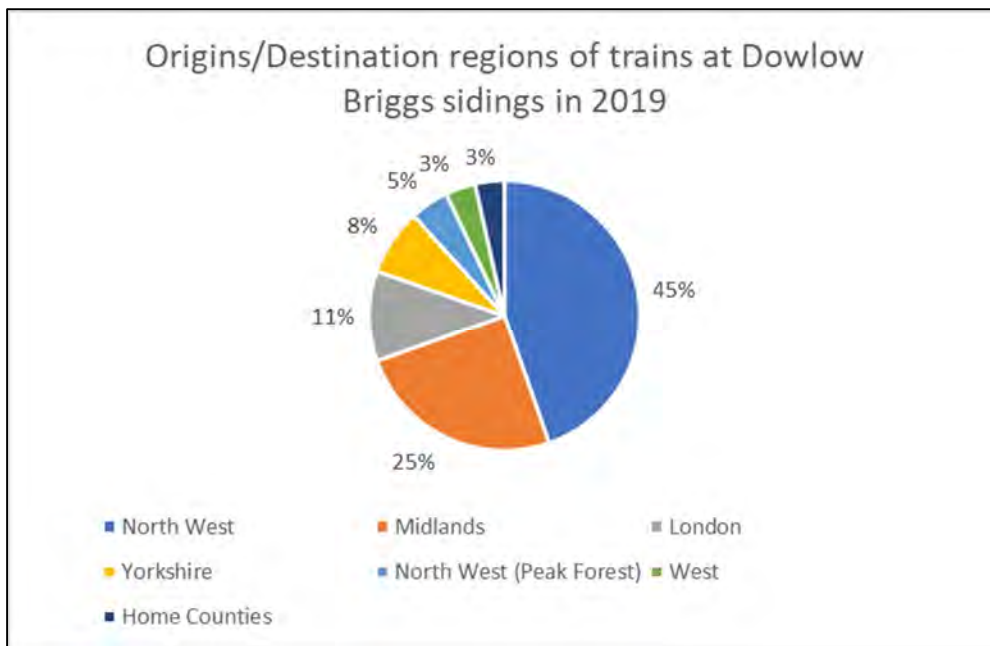 Origins/Destination regions of trains at Dowlow
Briggs sidings in 2019
3%
3%
5%
8%
45%
11%
25%
North West
Midlands
London
Yorkshire
North West (Peak Forest)
West
Home Counties